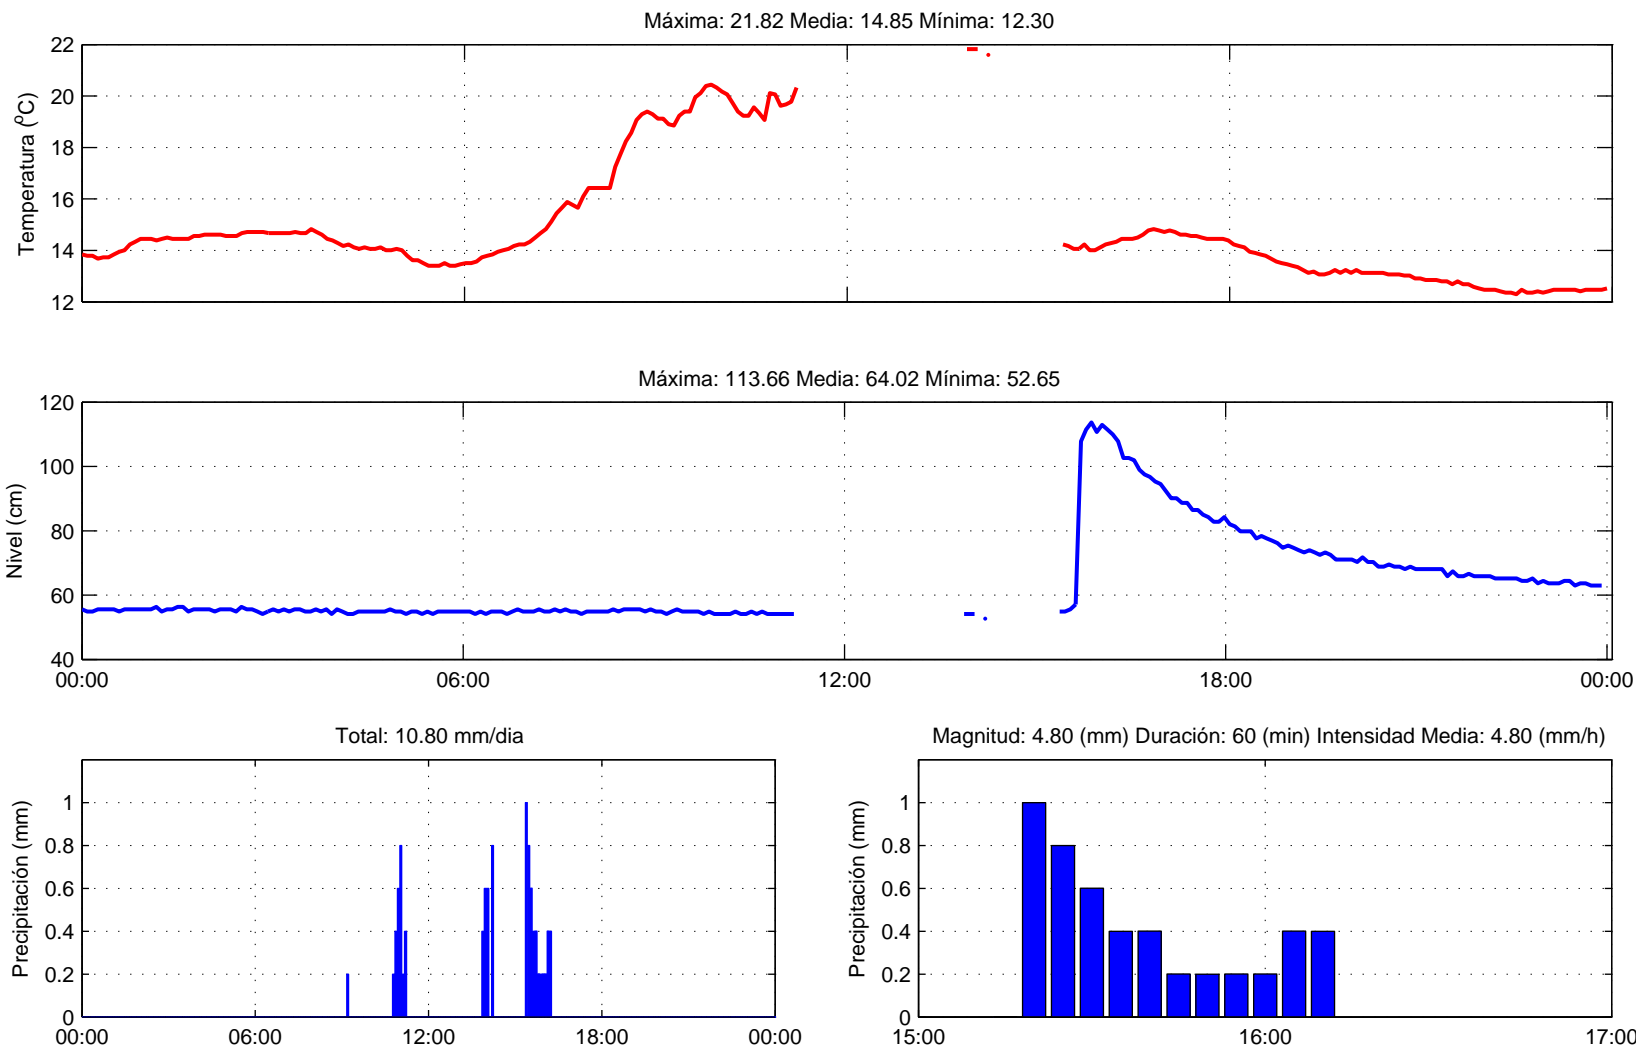 Máxima: 21.82 Media: 14.85 Mínima: 12.30
Temperatura (ºC)
22
20
18
16
14
12
Máxima: 113.66 Media: 64.02 Mínima: 52.65
Nivel (cm)
120
100
80
60
40
00:00 06:00 12:00 18:00 00:00
Total: 10.80 mm/dia
Precipitación (mm)
1
0.8
0.6
0.4
0.2
0
00:00 06:00 12:00 18:00 00:00
Magnitud: 4.80 (mm) Duración: 60 (min) Intensidad Media: 4.80 (mm/h)
Precipitación (mm)
1
0.8
0.6
0.4
0.2
0
15:00 16:00 17:00